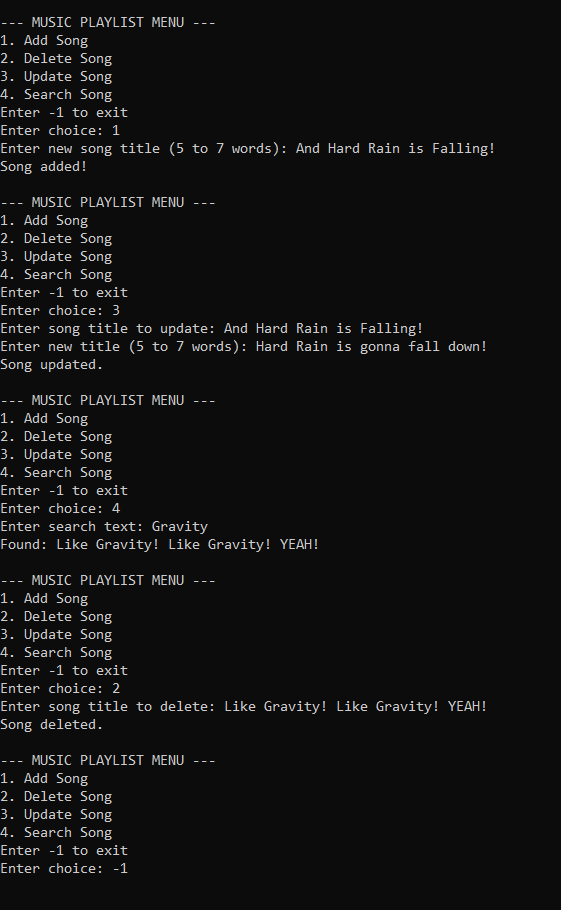 --- MUSIC PLAYLIST MENU ---
1. Add Song
2. Delete Song
3. Update Song
4. Search Song
Enter -1 to exit
Enter choice: 1
Enter new song title (5 to 7 words): And Hard Rain is Falling!
Song added!

--- MUSIC PLAYLIST MENU ---
1. Add Song
2. Delete Song
3. Update Song
4. Search Song
Enter -1 to exit
Enter choice: 3
Enter song title to update: And Hard Rain is Falling!
Enter new title (5 to 7 words): Hard Rain is gonna fall down!
Song updated.

--- MUSIC PLAYLIST MENU ---
1. Add Song
2. Delete Song
3. Update Song
4. Search Song
Enter -1 to exit
Enter choice: 4
Enter search text: Gravity
Found: Like Gravity! Like Gravity! YEAH!

--- MUSIC PLAYLIST MENU ---
1. Add Song
2. Delete Song
3. Update Song
4. Search Song
Enter -1 to exit
Enter choice: 2
Enter song title to delete: Like Gravity! Like Gravity! YEAH!
Song deleted.

--- MUSIC PLAYLIST MENU ---
1. Add Song
2. Delete Song
3. Update Song
4. Search Song
Enter -1 to exit
Enter choice: -1